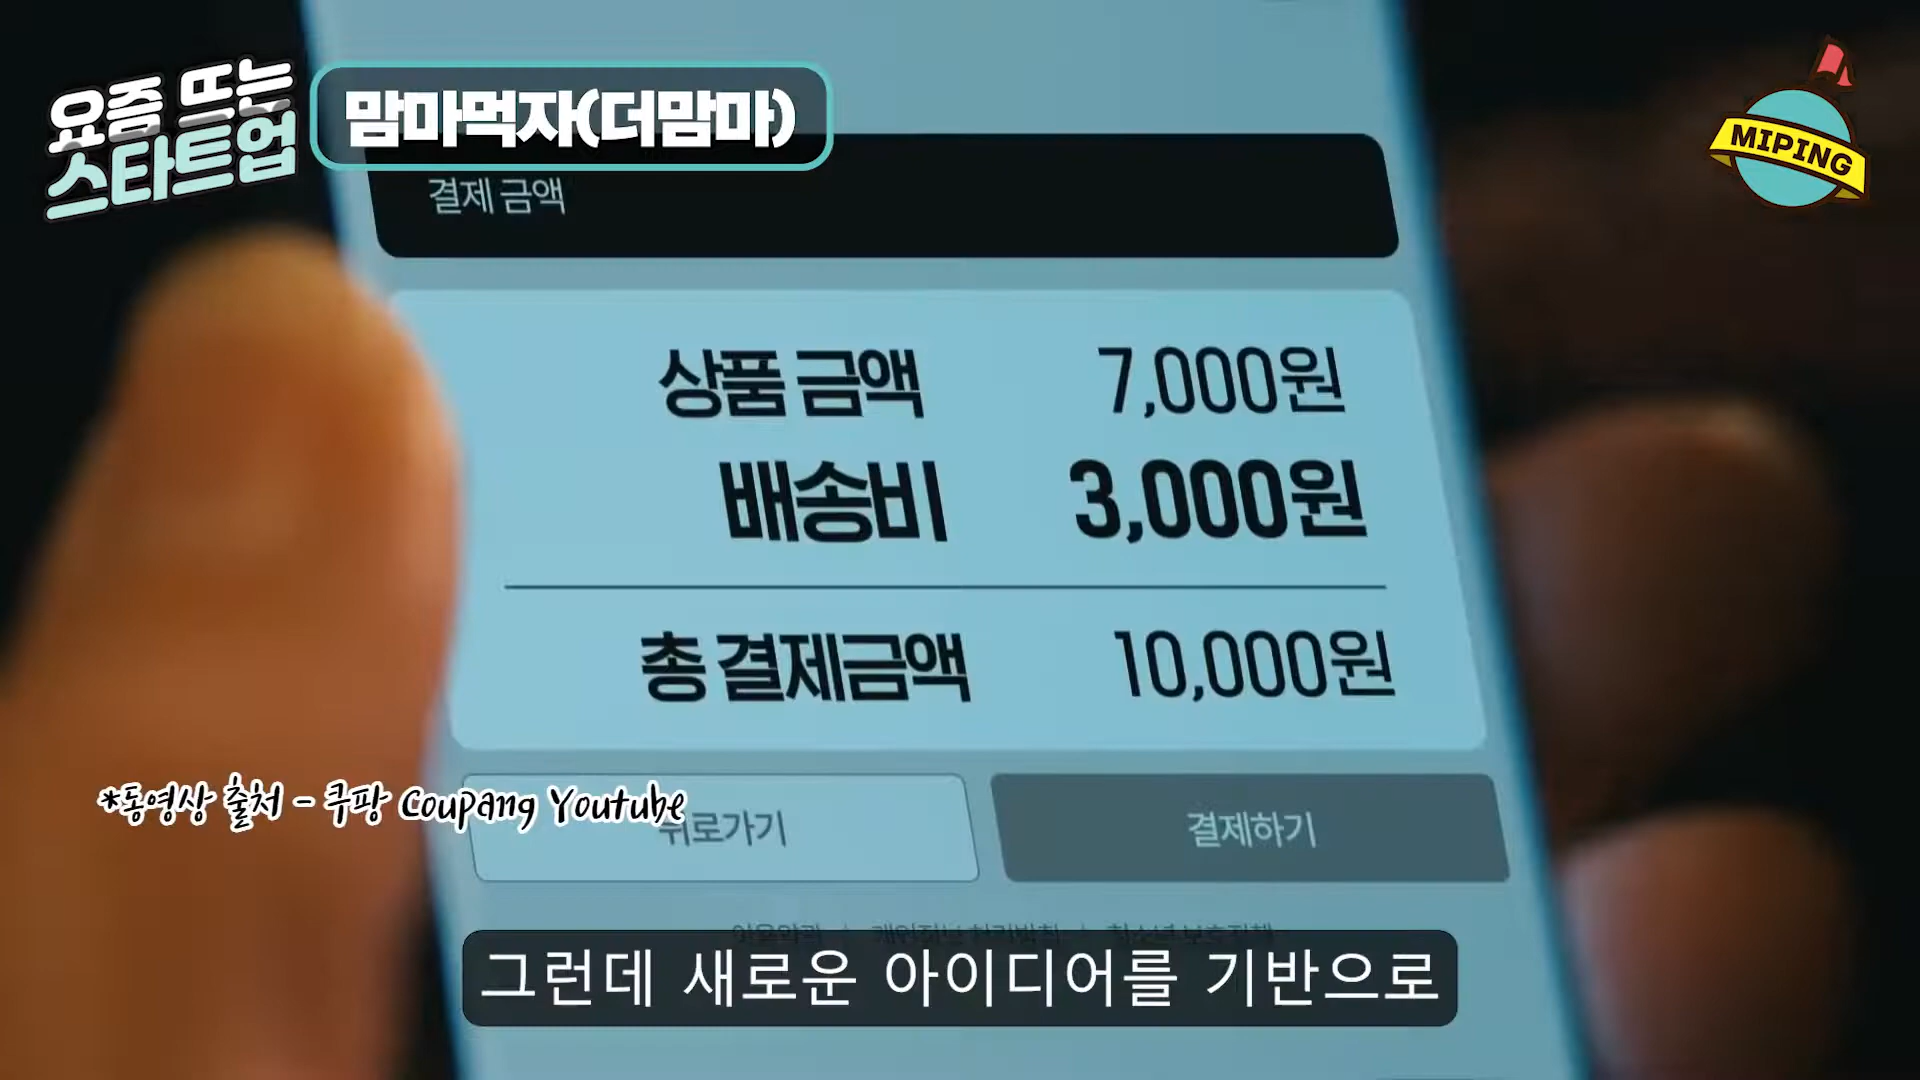 요즘 뜨는
스타트업
맘마먹자(더맘마)
MIPING
결제 금액
상품 금액 7,000원
배송비 3,000원
총 결제금액 10,000원
*동영상 출처 - 쿠팡 Coupang Youtube
뒤로가기 결제하기
그런데 새로운 아이디어를 기반으로